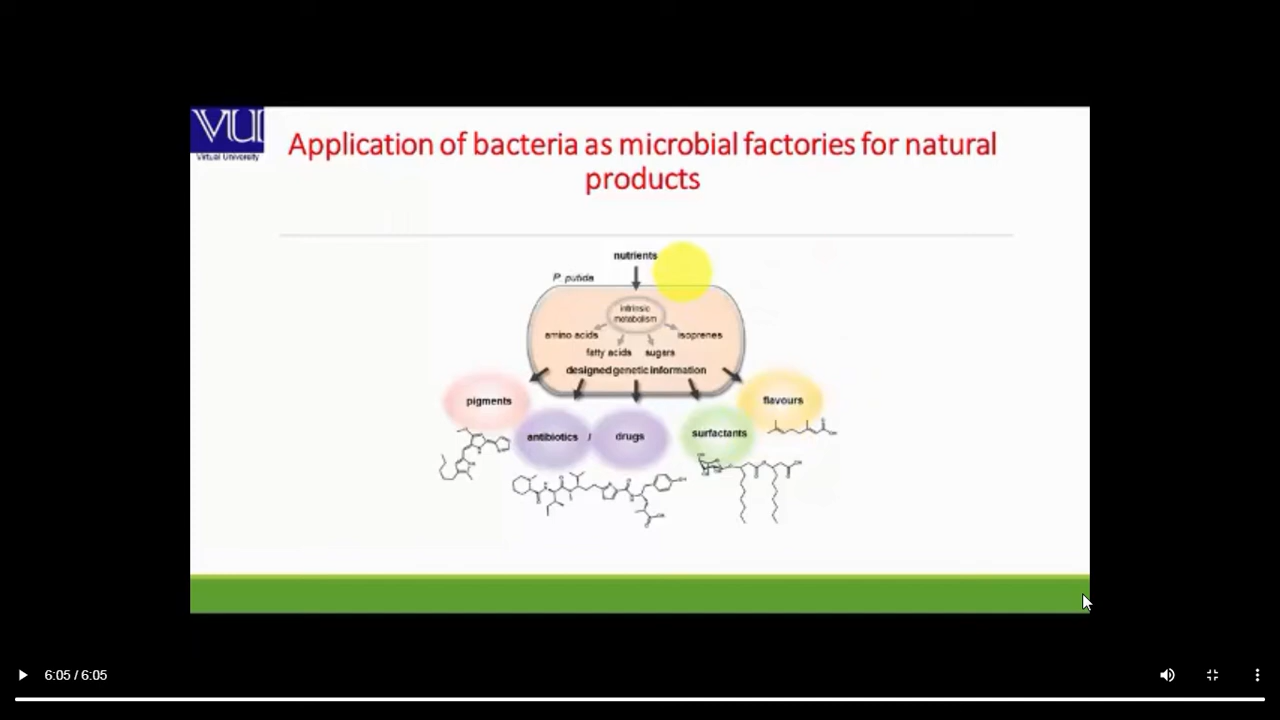 VU
Virtual University
Application of bacteria as microbial factories for natural
products
nutrients
P. putida
intrinsic
metabolism
amino acids
isoprenes
fatty acids
sugars
designed genetic information
pigments
flavours
antibiotics / drugs
surfactants
6:05 / 6:05